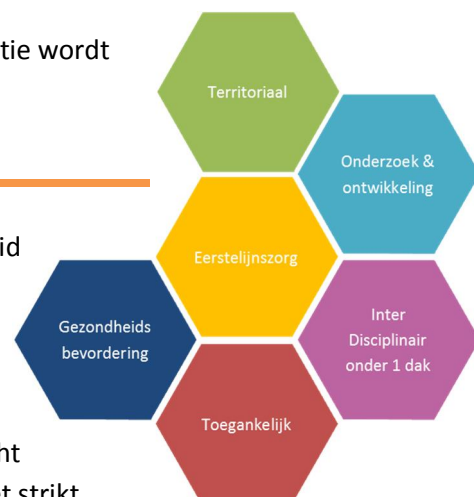 tie wordt
id
ht
t strikt
Territoriaal
Onderzoek &
ontwikkeling
Eerstelijnszorg
Gezondheids
bevordering
Inter
Disciplinair
onder 1 dak
Toegankelijk